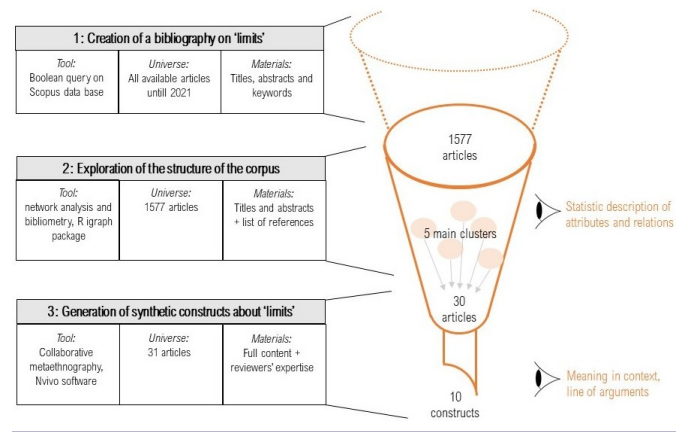 1: Creation of a bibliography on 'limits'
Tool:
Boolean query on
Scopus data base
Universe:
All available articles
untill 2021
Materials:
Titles, abstracts and
keywords
1577
articles
2: Exploration of the structure of the corpus
Tool:
network analysis and
bibliometry, R igraph
package
Universe:
1577 articles
Materials:
Titles and abstracts
+ list of references
Statistic description of
attributes and relations
5 main clusters
30
articles
3: Generation of synthetic constructs about 'limits'
Tool:
Collaborative
metaethnography,
Nvivo software
Universe:
31 articles
Materials:
Full content +
reviewers' expertise
Meaning in context,
line of arguments
10
constructs